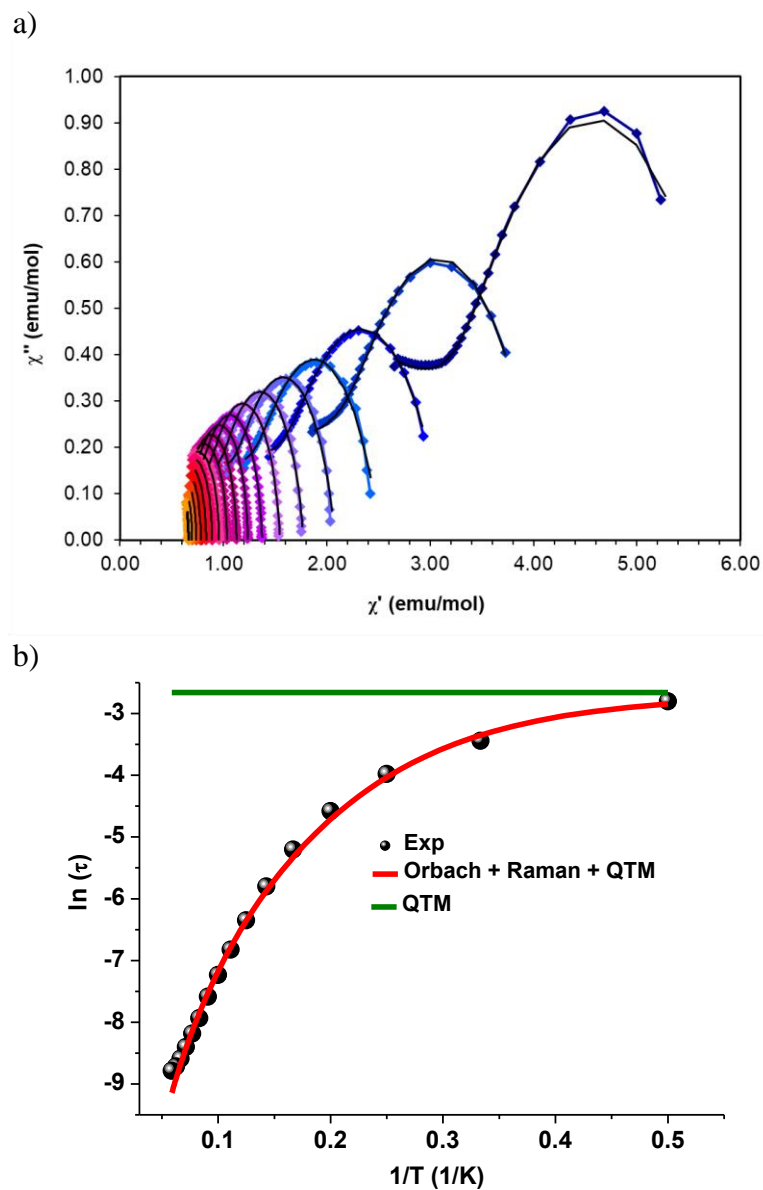 a)
1.00
0.90
0.80
0.70
0.60
0.50
0.40
0.30
0.20
0.10
0.00
χ'' (emu/mol)
0.00 1.00 2.00 3.00 4.00 5.00 6.00
χ' (emu/mol)
b)
-3
-4
-5
-6
-7
-8
-9
ln (τ)
Exp
Orbach + Raman + QTM
QTM
0.1 0.2 0.3 0.4 0.5
1/T (1/K)